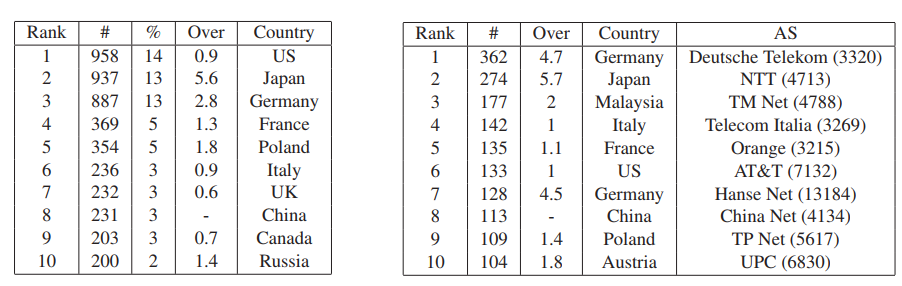 Rank # % Over Country
1 958 14 0.9 US
2 937 13 5.6 Japan
3 887 13 2.8 Germany
4 369 5 1.3 France
5 354 5 1.8 Poland
6 236 3 0.9 Italy
7 232 3 0.6 UK
8 231 3 - China
9 203 3 0.7 Canada
10 200 2 1.4 Russia
Rank # Over Country AS
1 362 4.7 Germany Deutsche Telekom (3320)
2 274 5.7 Japan NTT (4713)
3 177 2 Malaysia TM Net (4788)
4 142 1 Italy Telecom Italia (3269)
5 135 1.1 France Orange (3215)
6 133 1 US AT&T (7132)
7 128 4.5 Germany Hanse Net (13184)
8 113 - China China Net (4134)
9 109 1.4 Poland TP Net (5617)
10 104 1.8 Austria UPC (6830)